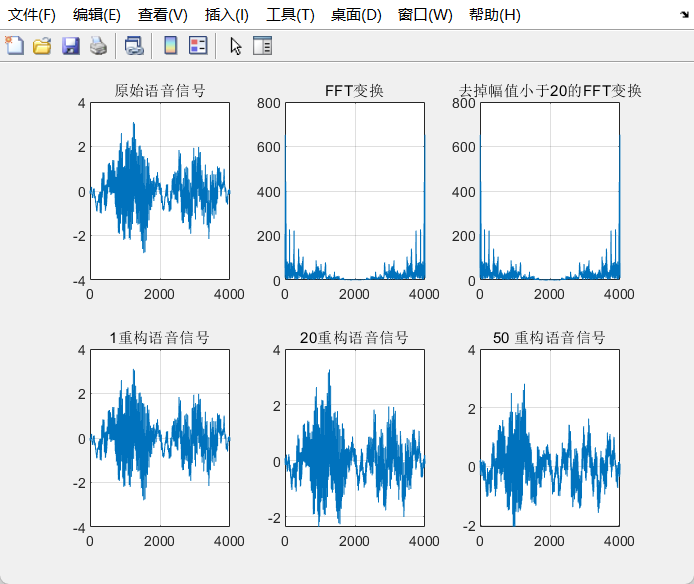 文件(F) 编辑(E) 查看(V) 插入(I) 工具(T) 桌面(D) 窗口(W) 帮助(H)
原始语音信号 FFT变换 去掉幅值小于20的FFT变换
4 800 800
2 600 600
0 400 400
-2 200 200
-4 0 0
0 2000 4000 0 2000 4000 0 2000 4000
1重构语音信号 20重构语音信号 50 重构语音信号
4 4 4
2 2 2
0 0 0
-2 -2 -2
-4
0 2000 4000 0 2000 4000 0 2000 4000